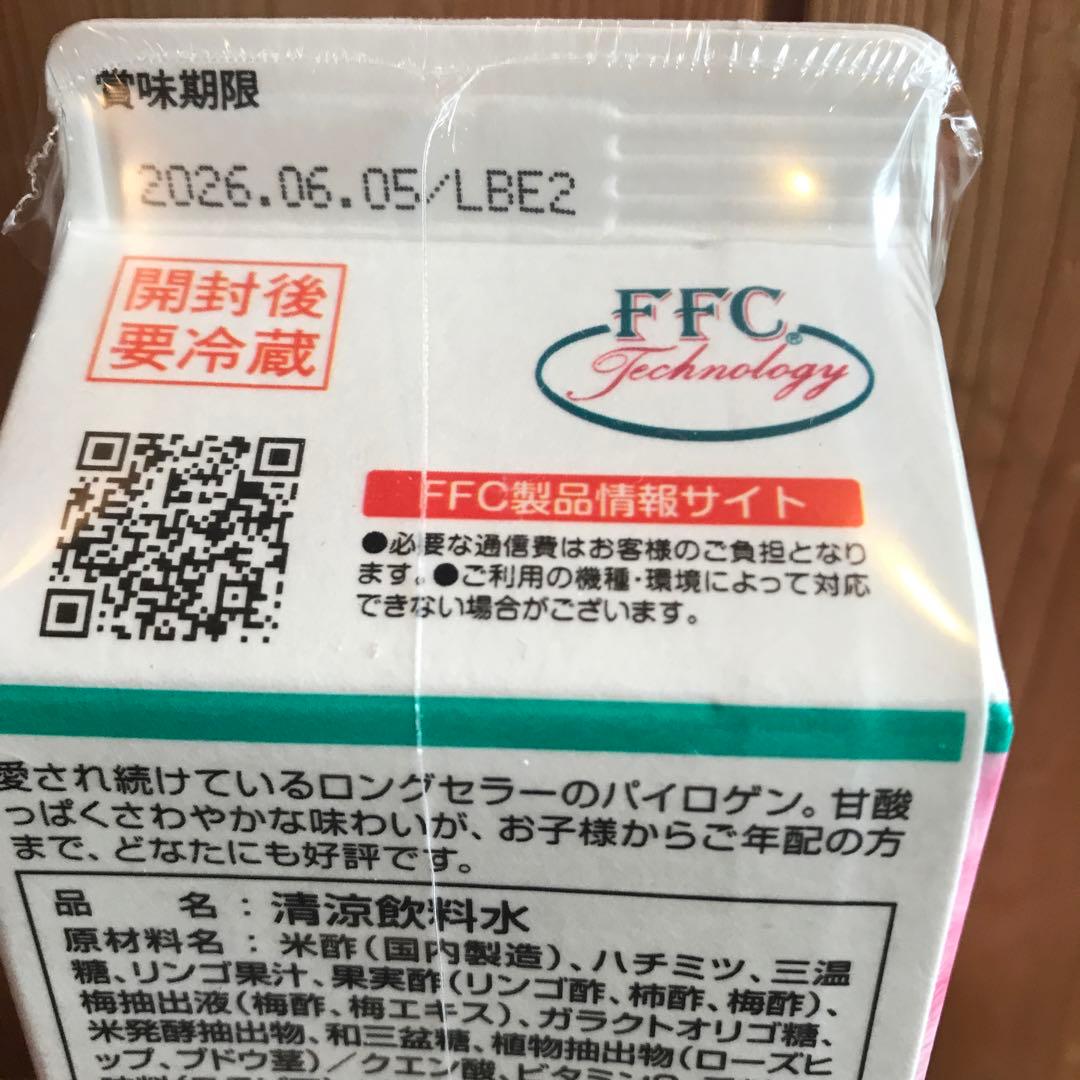 賞味期限
2026.06.05/LBE2
開封後
要冷蔵
FFC®
Technology
FFC製品情報サイト
●必要な通信費はお客様のご負担となり
ます。●ご利用の機種・環境によって対応
できない場合がございます。
愛され続けているロングセラーのパイロゲン。甘酸
っぱくさわやかな味わいが、お子様からご年配の方
まで、どなたにも好評です。
品 名：清涼飲料水
原材料名：米酢(国内製造)、ハチミツ、三温
糖、リンゴ果汁、果実酢(リンゴ酢、柿酢、梅酢)、
梅抽出液(梅酢、梅エキス)、ガラクトオリゴ糖、
米発酵抽出物、和三盆糖、植物抽出物(ローズヒ
ップ、ブドウ茎)／クエン酸、ビタミン